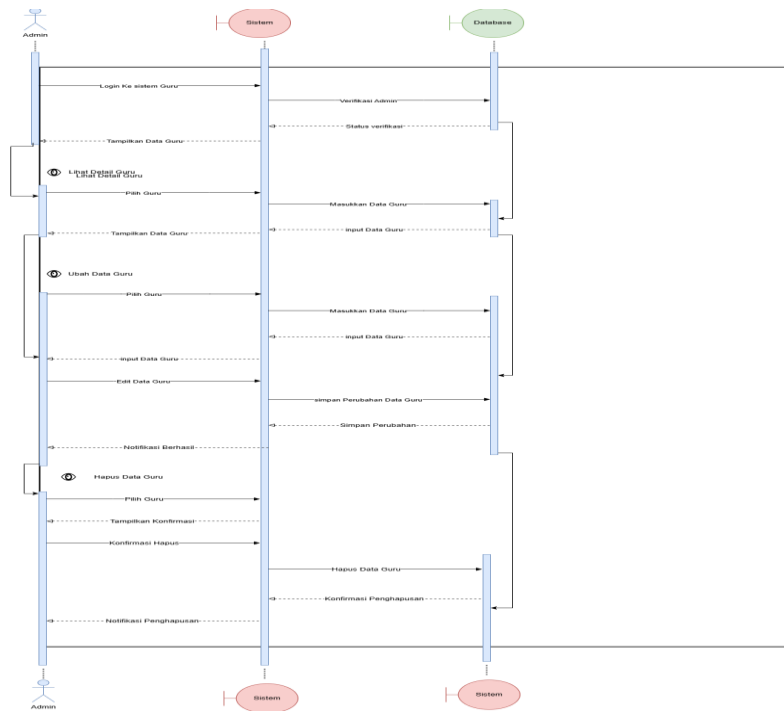 Sistem
Database
Admin
Login Ke sistem Guru
Verifikasi Admin
Status verifikasi
Tampilkan Data Guru
Lihat Detail Guru
Lihat Detail Guru
Pilih Guru
Masukkan Data Guru
input Data Guru
Tampilkan Data Guru
Ubah Data Guru
Pilih Guru
Masukkan Data Guru
input Data Guru
input Data Guru
Edit Data Guru
simpan Perubahan Data Guru
Simpan Perubahan
Notifikasi Berhasil
Hapus Data Guru
Pilih Guru
Tampilkan Konfirmasi
Konfirmasi Hapus
Hapus Data Guru
Konfirmasi Penghapusan
Notifikasi Penghapusan
Sistem
Sistem
Admin